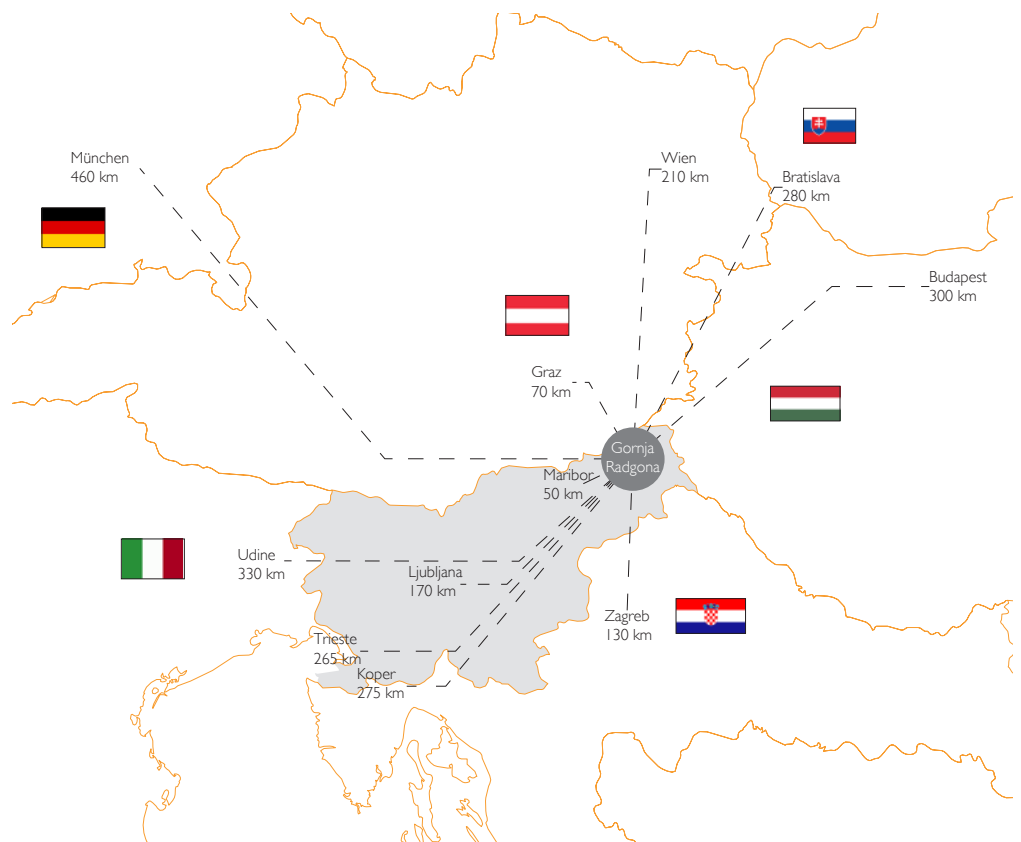 München
460 km
Wien
210 km
Bratislava
280 km
Budapest
300 km
Graz
70 km
Gornja
Radgona
Maribor
50 km
Udine
330 km
Ljubljana
170 km
Zagreb
130 km
Trieste
265 km
Koper
275 km